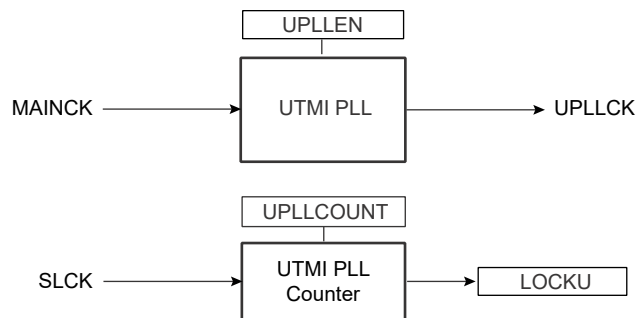 UPLLEN
MAINCK
UTMI PLL
UPLLCK
UPLLCOUNT
SLCK
UTMI PLL
Counter
LOCKU